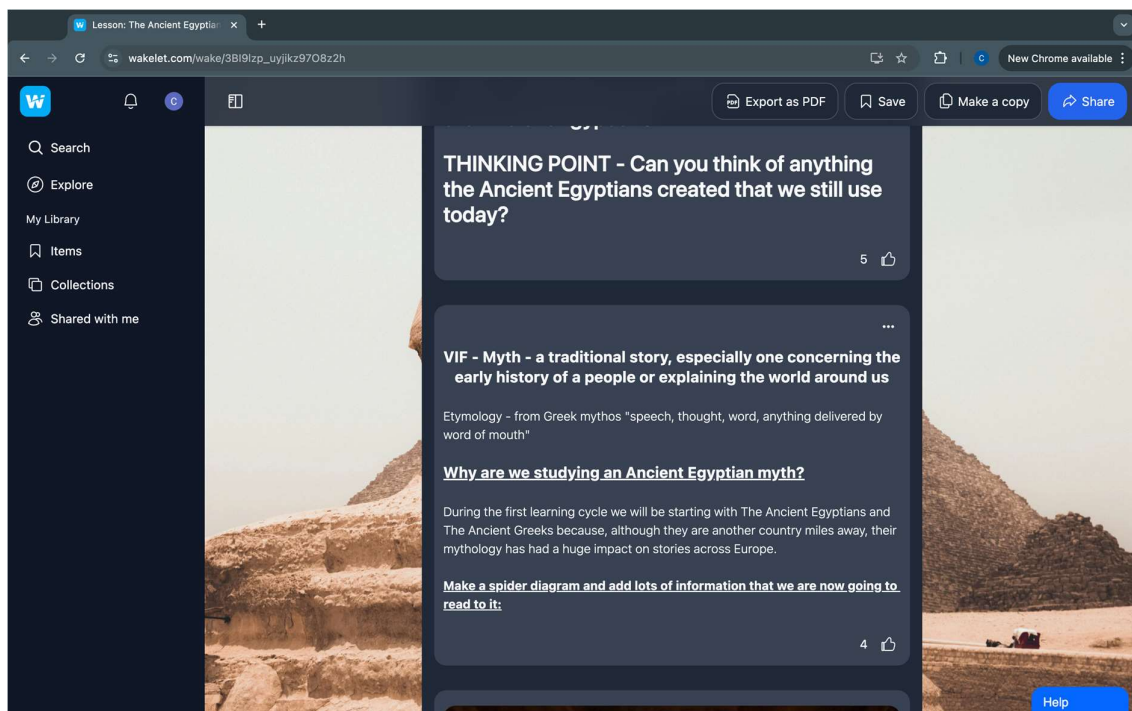 Lesson: The Ancient Egyptian
wakelet.com/wake/3BI9lzp_uyjikz97O8z2h
New Chrome available
C
Export as PDF
Save
Make a copy
Share
Search
Explore
My Library
Items
Collections
Shared with me
THINKING POINT - Can you think of anything
the Ancient Egyptians created that we still use
today?
5
VIF - Myth - a traditional story, especially one concerning the
early history of a people or explaining the world around us
Etymology - from Greek mythos "speech, thought, word, anything delivered by
word of mouth"
Why are we studying an Ancient Egyptian myth?
During the first learning cycle we will be starting with The Ancient Egyptians and
The Ancient Greeks because, although they are another country miles away, their
mythology has had a huge impact on stories across Europe.
Make a spider diagram and add lots of information that we are now going to
read to it:
4
Help